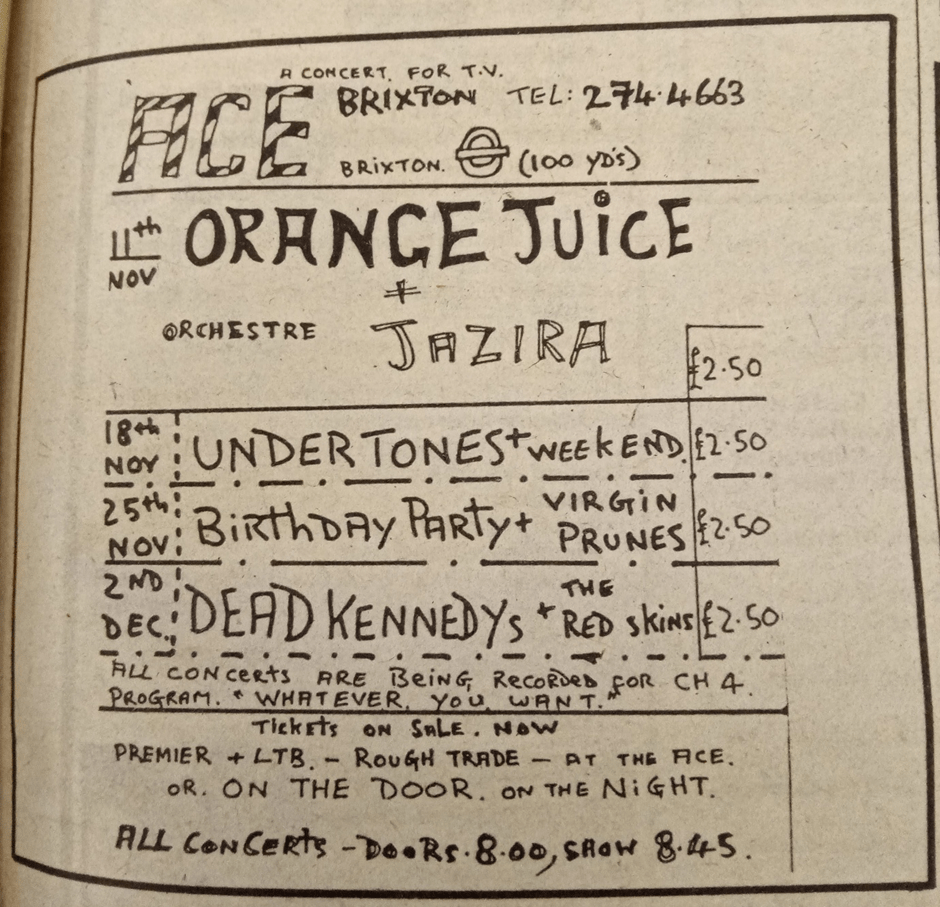 A CONCERT. FOR T.V.
ACE BRIXTON TEL: 274·4663
BRIXTON. (100 YD'S)
11th NOV ORANGE JUICE
+
ORCHESTRE JAZIRA £2·50
18th NOV UNDERTONES + WEEKEND. £2·50
25th NOV BIRTHDAY PARTY + VIRGIN PRUNES £2·50
2ND DEC. DEAD KENNEDYS + THE RED SKINS £2·50
ALL CONCERTS ARE BEING RECORDED FOR CH 4.
PROGRAM. "WHATEVER. YOU. WANT."
TICKETS ON SALE. NOW
PREMIER + LTB. - ROUGH TRADE - AT THE ACE.
OR. ON THE DOOR. ON THE NIGHT.
ALL CONCERTS - DOORS. 8.00, SHOW 8.45.